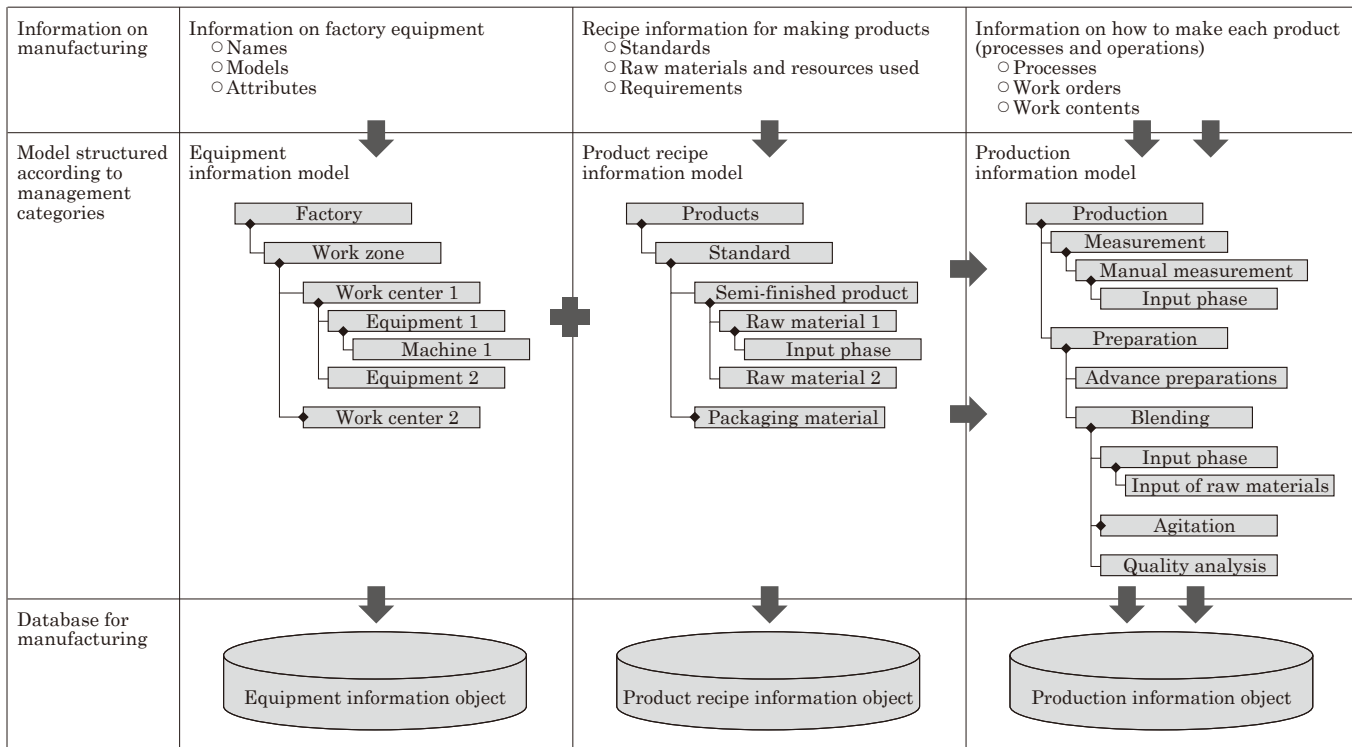 Information on
manufacturing
Information on factory equipment
○ Names
○ Models
○ Attributes
Recipe information for making products
○ Standards
○ Raw materials and resources used
○ Requirements
Information on how to make each product
(processes and operations)
○ Processes
○ Work orders
○ Work contents
Model structured
according to
management
categories
Equipment
information model
Factory
Work zone
Work center 1
Equipment 1
Machine 1
Equipment 2
Work center 2
Product recipe
information model
Products
Standard
Semi-finished product
Raw material 1
Input phase
Raw material 2
Packaging material
Production
information model
Production
Measurement
Manual measurement
Input phase
Preparation
Advance preparations
Blending
Input phase
Input of raw materials
Agitation
Quality analysis
Database for
manufacturing
Equipment information object
Product recipe information object
Production information object